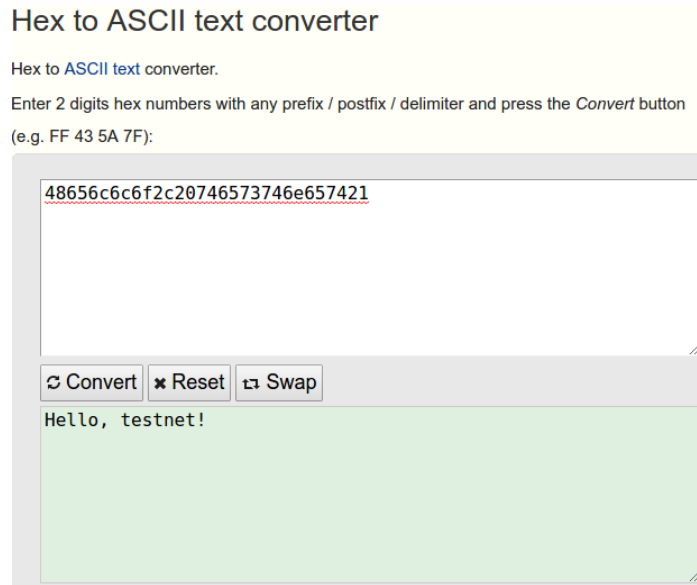 Hex to ASCII text converter
Hex to ASCII text converter.
Enter 2 digits hex numbers with any prefix / postfix / delimiter and press the Convert button
(e.g. FF 43 5A 7F):
48656c6c6f2c20746573746e657421
Convert Reset Swap
Hello, testnet!